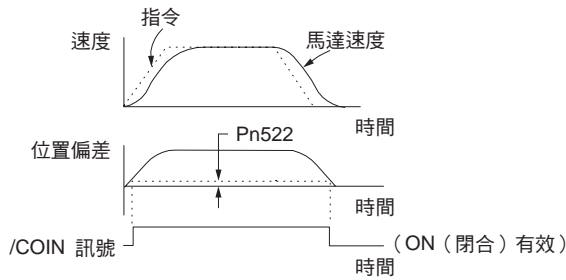 指令
速度
馬達速度
時間
Pn522
位置偏差
時間
/COIN 訊號
（ON（閉合）有效）
時間